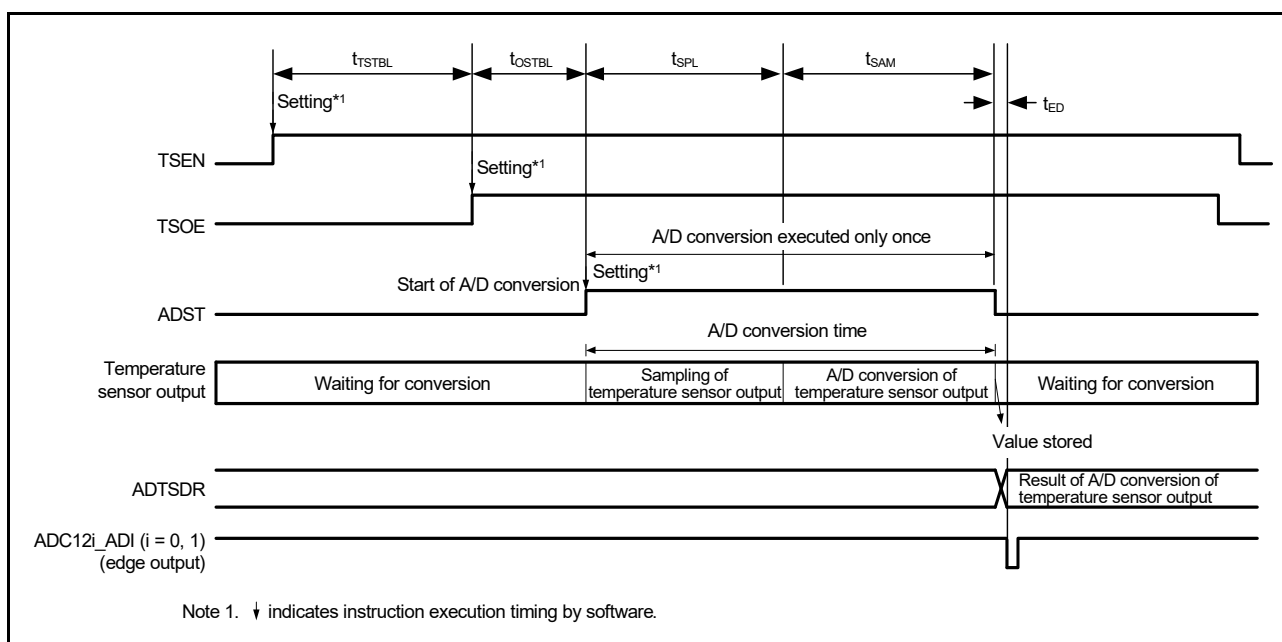 tTSTBL
tOSTBL
tSPL
tSAM
tED
Setting*1
TSEN
Setting*1
TSOE
A/D conversion executed only once
Start of A/D conversion
Setting*1
ADST
A/D conversion time
Temperature
sensor output
Waiting for conversion
Sampling of
temperature sensor output
A/D conversion of
temperature sensor output
Waiting for conversion
Value stored
ADTSDR
Result of A/D conversion of
temperature sensor output
ADC12i_ADI (i = 0, 1)
(edge output)
Note 1. ↓ indicates instruction execution timing by software.